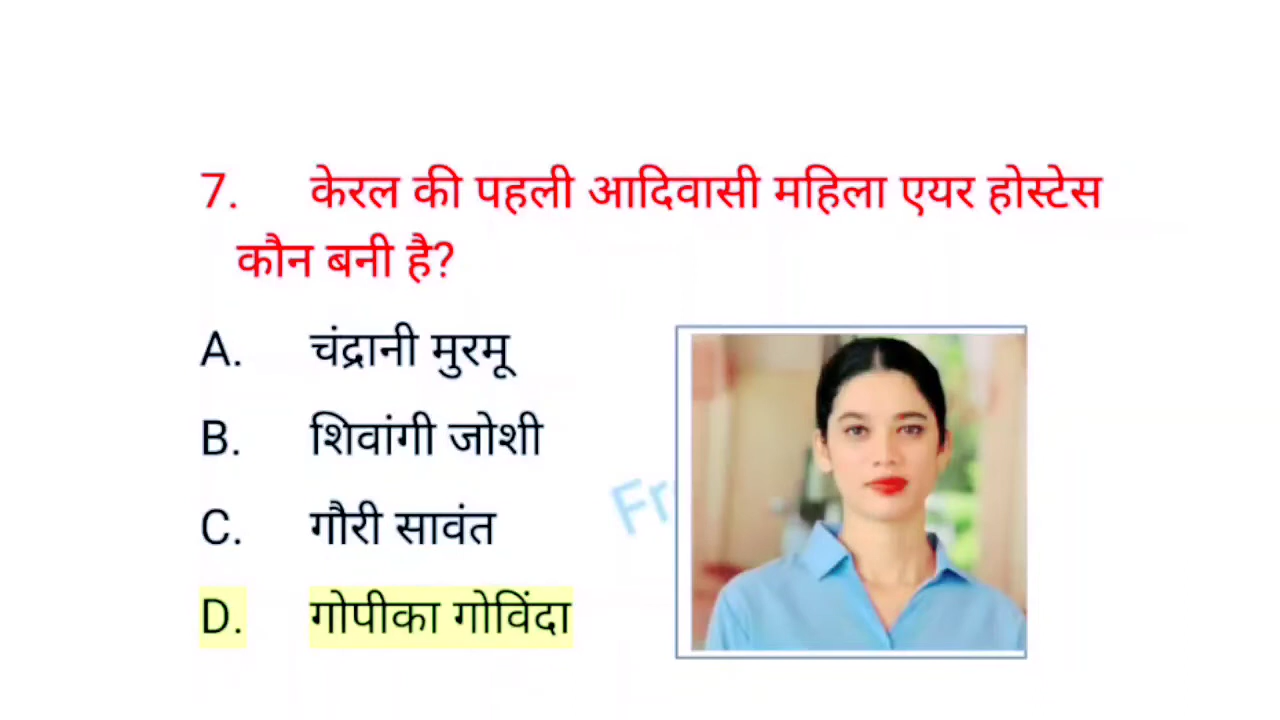 7. केरल की पहली आदिवासी महिला एयर होस्टेस
कौन बनी है?
A. चंद्रानी मुरमू
B. शिवांगी जोशी
C. गौरी सावंत
D. गोपीका गोविंदा